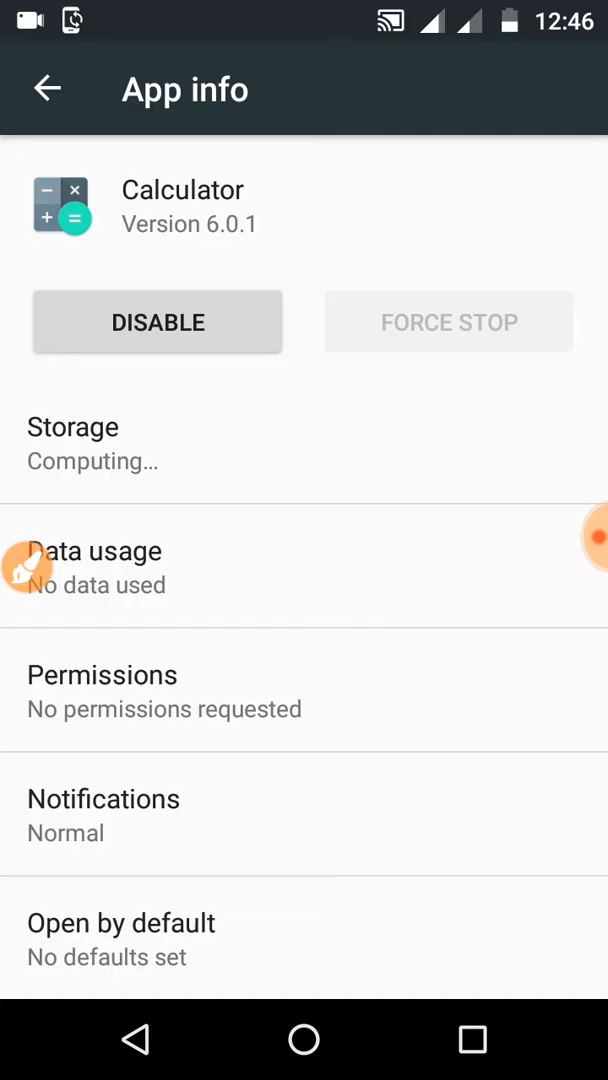 12:46
App info
Calculator
Version 6.0.1
DISABLE
FORCE STOP
Storage
Computing...
Data usage
No data used
Permissions
No permissions requested
Notifications
Normal
Open by default
No defaults set